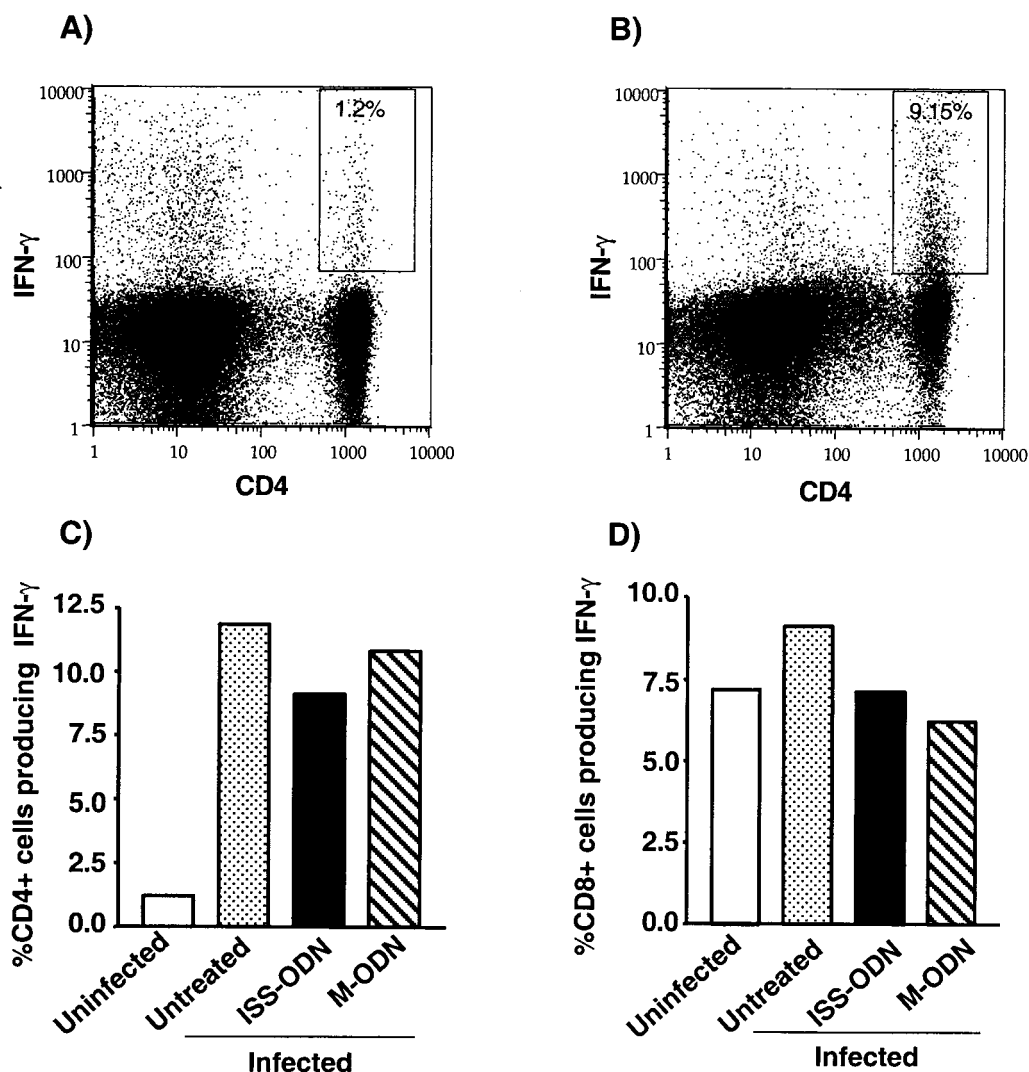 A)
10000
1000
100
10
1
IFN-γ
1.2%
1 10 100 1000 10000
CD4
B)
10000
1000
100
10
1
IFN-γ
9.15%
1 10 100 1000 10000
CD4
C)
%CD4+ cells producing IFN-γ
12.5
10.0
7.5
5.0
2.5
0.0
Uninfected
Untreated
ISS-ODN
M-ODN
Infected
D)
%CD8+ cells producing IFN-γ
10.0
7.5
5.0
2.5
0.0
Uninfected
Untreated
ISS-ODN
M-ODN
Infected